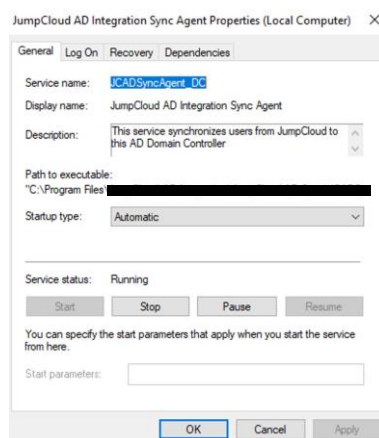 JumpCloud AD Integration Sync Agent Properties (Local Computer)
General Log On Recovery Dependencies
Service name: JCADSyncAgent_DC
Display name: JumpCloud AD Integration Sync Agent
Description: This service synchronizes users from JumpCloud to
this AD Domain Controller
Path to executable:
"C:\Program Files\
Startup type: Automatic
Service status: Running
Start Stop Pause Resume
You can specify the start parameters that apply when you start the service
from here.
Start parameters:
OK Cancel Apply